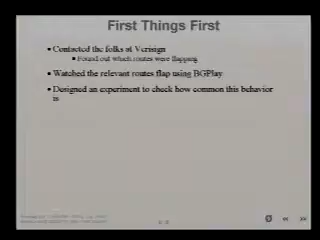 First Things First
Contacted the folks at Verisign
Found out which routes were flapping
Watched the relevant routes flap using BGPlay
Designed an experiment to check how common this behavior
is